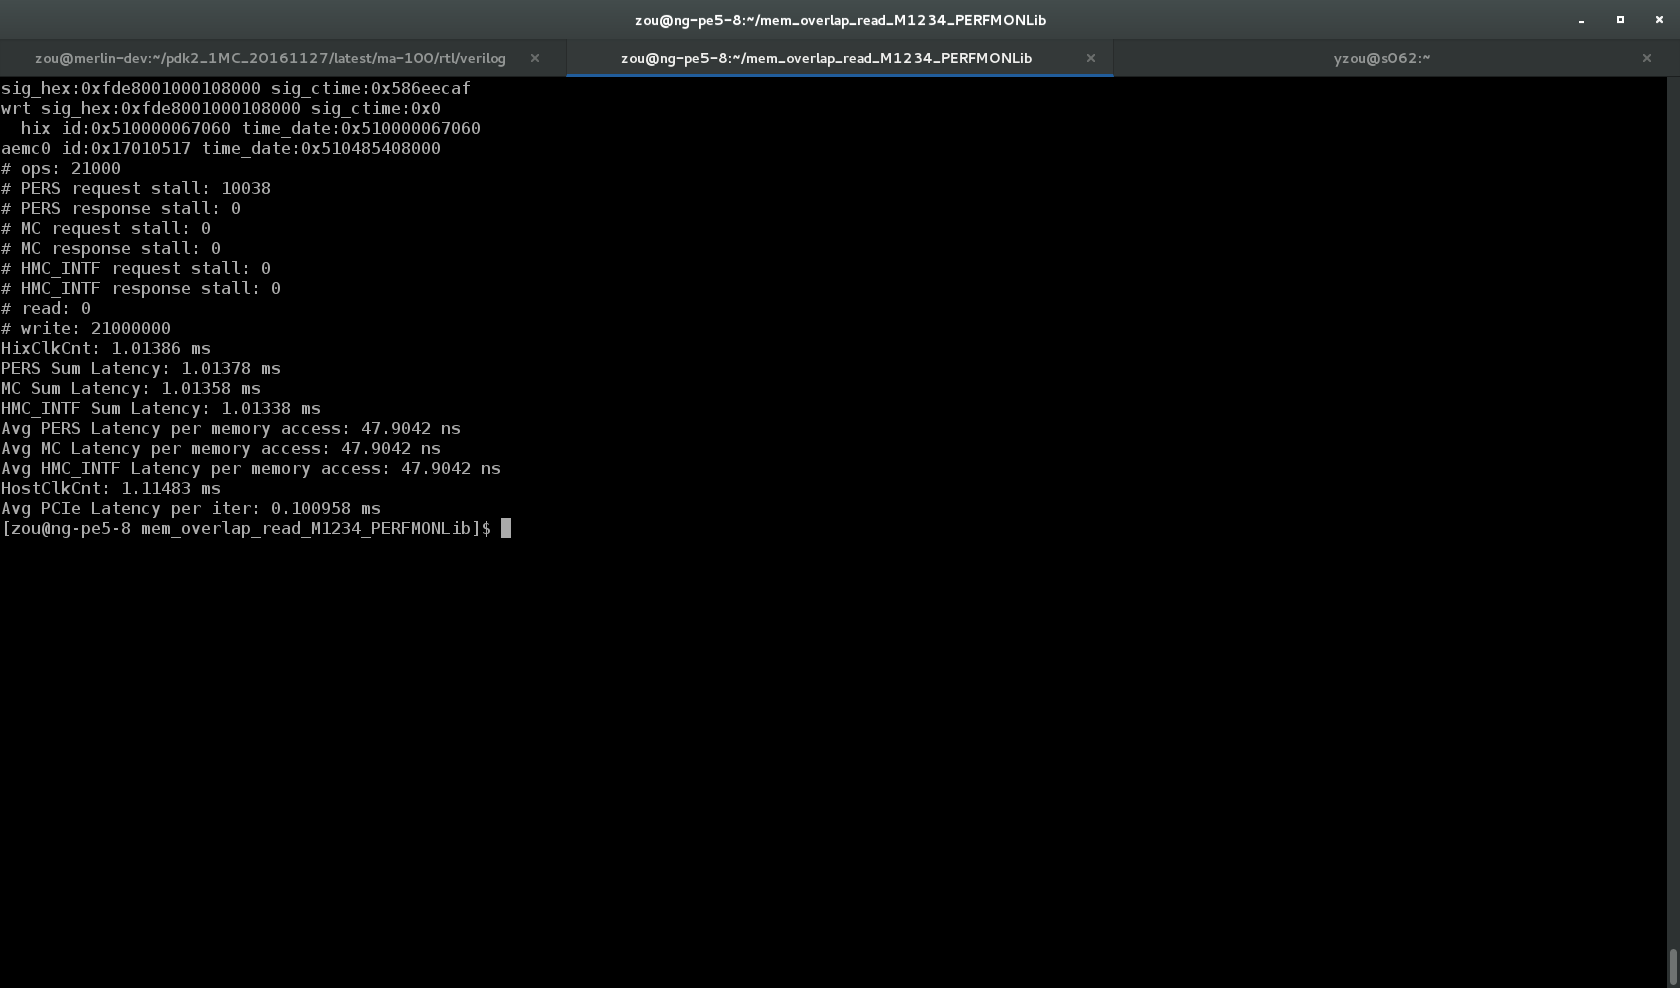 zou@ng-pe5-8:~/mem_overlap_read_M1234_PERFMONLib
zou@merlin-dev:~/pdk2_1MC_20161127/latest/ma-100/rtl/verilog
zou@ng-pe5-8:~/mem_overlap_read_M1234_PERFMONLib
yzou@s062:~
sig_hex:0xfde8001000108000 sig_ctime:0x586eecaf
wrt sig_hex:0xfde8001000108000 sig_ctime:0x0
  hix id:0x510000067060 time_date:0x510000067060
aemc0 id:0x17010517 time_date:0x510485408000
# ops: 21000
# PERS request stall: 10038
# PERS response stall: 0
# MC request stall: 0
# MC response stall: 0
# HMC_INTF request stall: 0
# HMC_INTF response stall: 0
# read: 0
# write: 21000000
HixClkCnt: 1.01386 ms
PERS Sum Latency: 1.01378 ms
MC Sum Latency: 1.01358 ms
HMC_INTF Sum Latency: 1.01338 ms
Avg PERS Latency per memory access: 47.9042 ns
Avg MC Latency per memory access: 47.9042 ns
Avg HMC_INTF Latency per memory access: 47.9042 ns
HostClkCnt: 1.11483 ms
Avg PCIe Latency per iter: 0.100958 ms
[zou@ng-pe5-8 mem_overlap_read_M1234_PERFMONLib]$